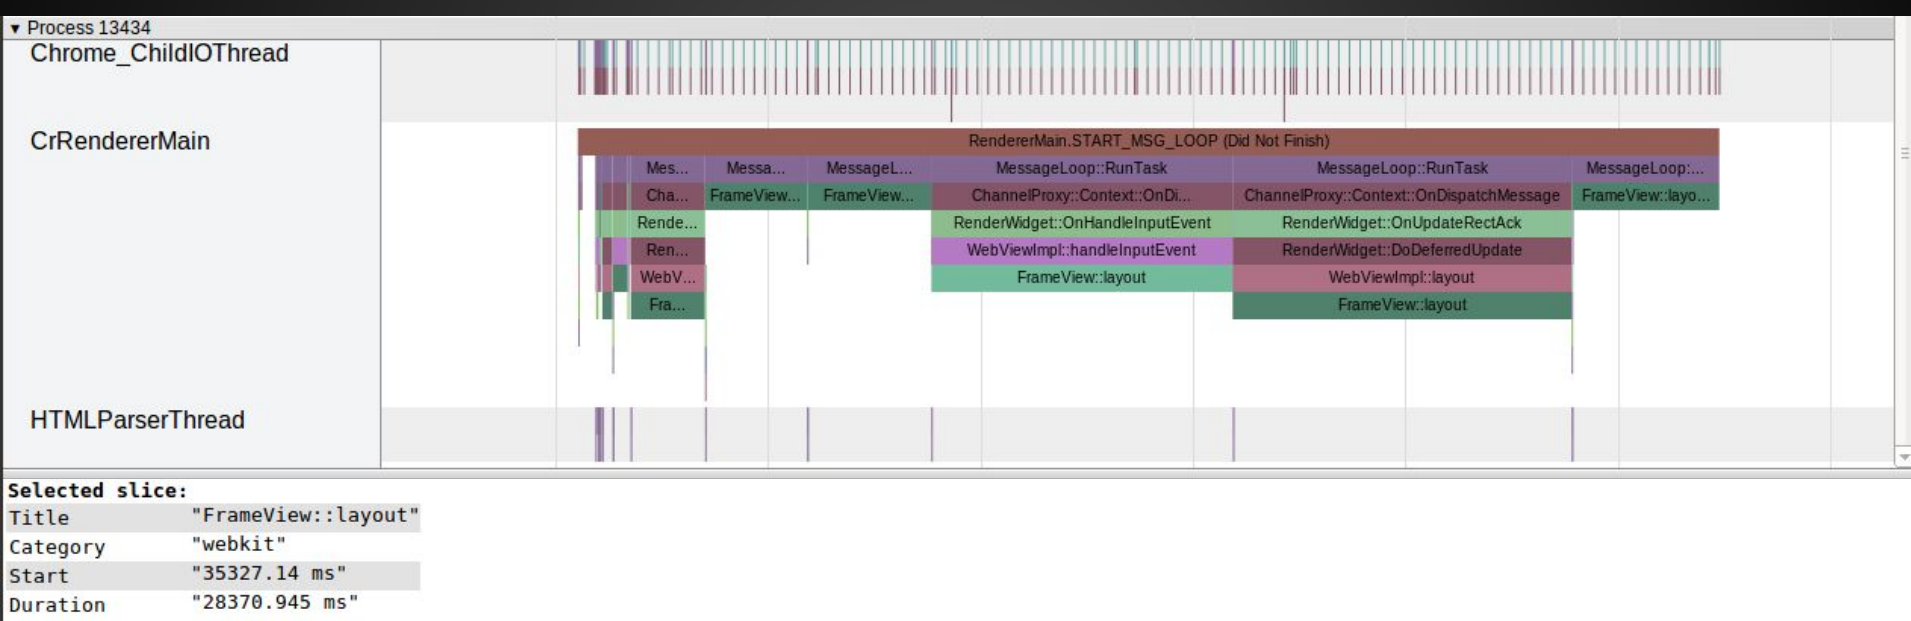 ▼ Process 13434
Chrome_ChildIOThread
CrRendererMain
RendererMain.START_MSG_LOOP (Did Not Finish)
Mes... Messa... MessageL... MessageLoop::RunTask MessageLoop::RunTask MessageLoop:...
Cha... FrameView... FrameView... ChannelProxy::Context::OnDi... ChannelProxy::Context::OnDispatchMessage FrameView::layo...
Rende... RenderWidget::OnHandleInputEvent RenderWidget::OnUpdateRectAck
Ren... WebViewImpl::handleInputEvent RenderWidget::DoDeferredUpdate
WebV... FrameView::layout WebViewImpl::layout
Fra... FrameView::layout
HTMLParserThread
Selected slice:
Title "FrameView::layout"
Category "webkit"
Start "35327.14 ms"
Duration "28370.945 ms"